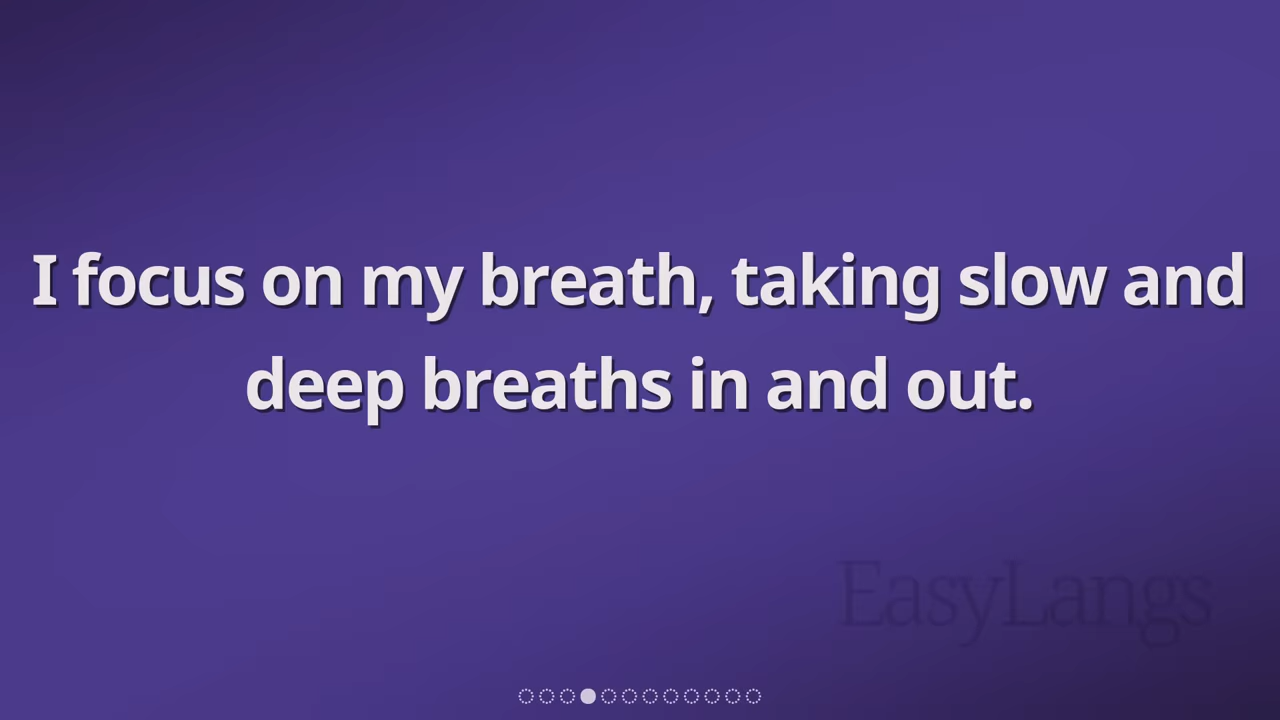 I focus on my breath, taking slow and
deep breaths in and out.
EasyLangs